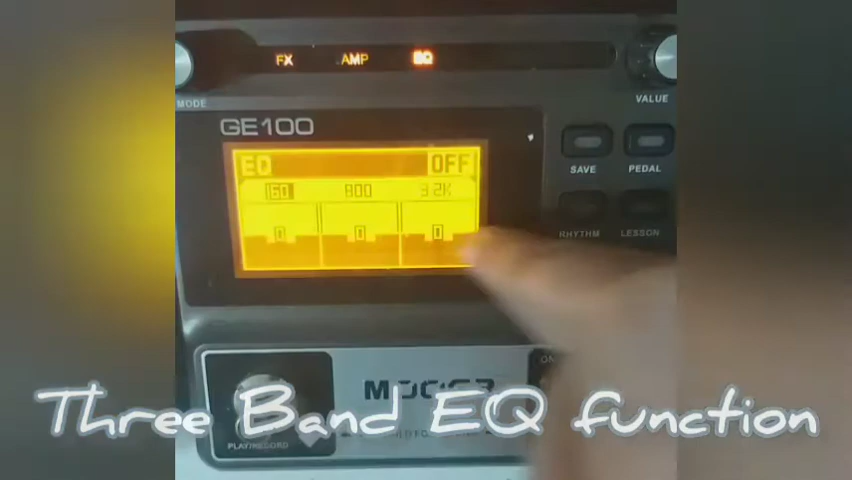 FX AMP EQ
MODE
VALUE
GE100
EQ OFF
160 800 3.2K
0 0 0
SAVE PEDAL
RHYTHM LESSON
MOOER
PLAY/RECORD
Three Band EQ function